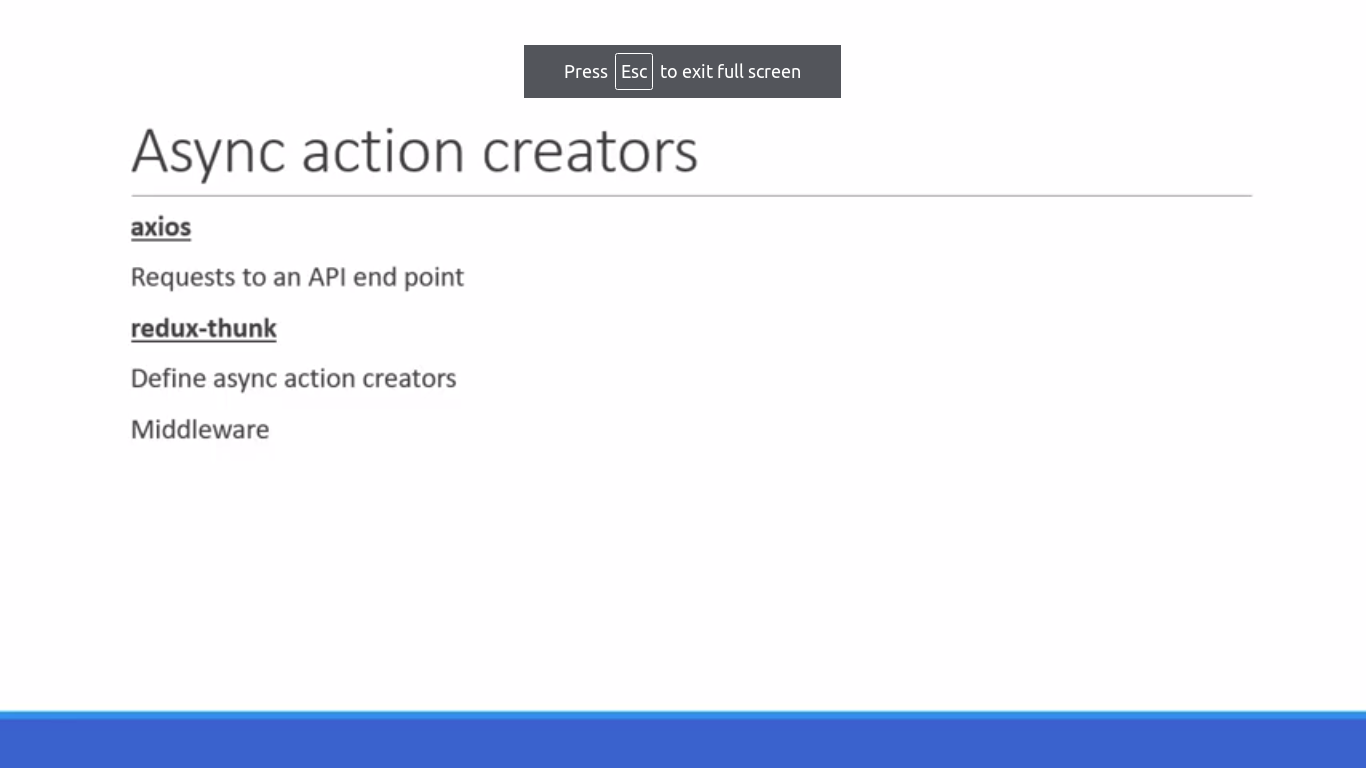 Press Esc to exit full screen
Async action creators
axios
Requests to an API end point
redux-thunk
Define async action creators
Middleware